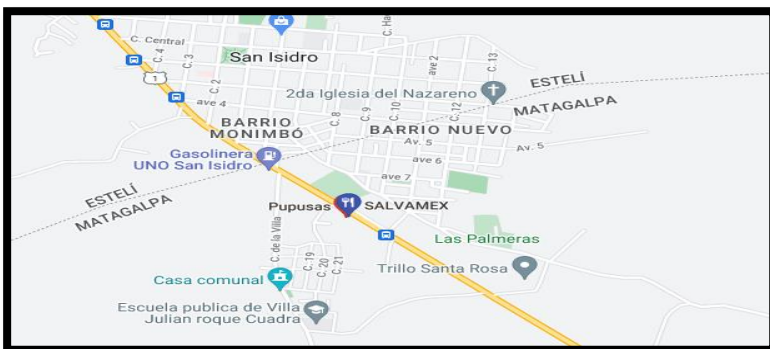 C. Central
C. 4
C. 3
C. 2
San Isidro
C. Ha
ave 2
C. 13
1
ave 4
2da Iglesia del Nazareno
ESTELÍ
MATAGALPA
BARRIO
MONIMBÓ
C. 8
C. 9
C. 10
C. 12
BARRIO NUEVO
Av. 5
Av. 5
Gasolinera
UNO San Isidro
ave 6
ave 7
ESTELÍ
MATAGALPA
Pupusas
SALVAMEX
C. de la Villa
C. 19
C. 20
C. 21
Las Palmeras
Trillo Santa Rosa
Casa comunal
Escuela publica de Villa
Julian roque Cuadra